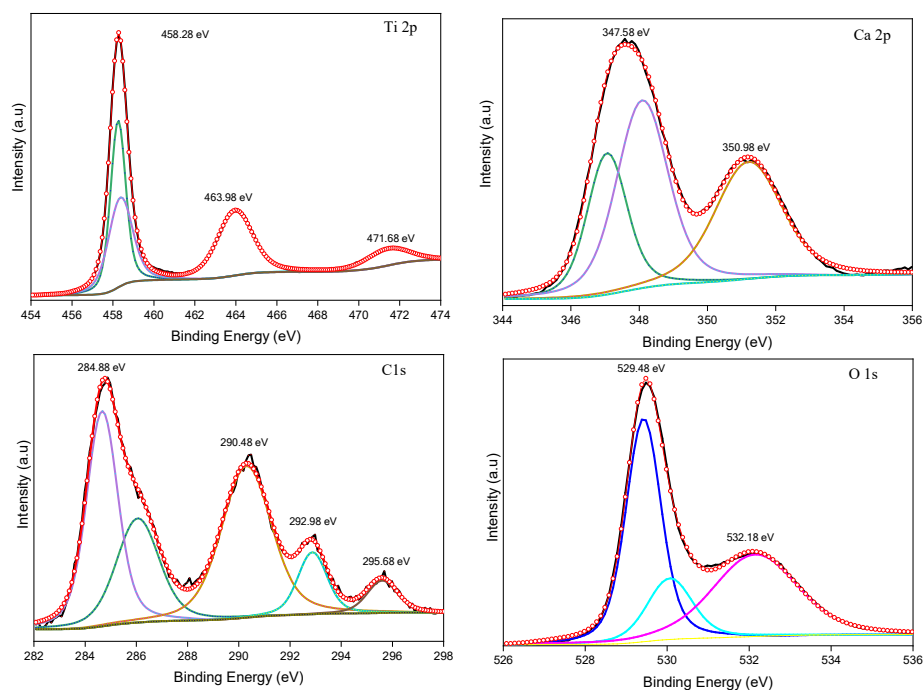 Ti 2p
458.28 eV
463.98 eV
471.68 eV
Intensity (a.u)
454 456 458 460 462 464 466 468 470 472 474
Binding Energy (eV)
Ca 2p
347.58 eV
350.98 eV
Intensity (a.u)
344 346 348 350 352 354 356
Binding Energy (eV)
C1s
284.88 eV
290.48 eV
292.98 eV
295.68 eV
Intensity (a.u)
282 284 286 288 290 292 294 296 298
Binding Energy (eV)
O 1s
529.48 eV
532.18 eV
Intensity (a.u)
526 528 530 532 534 536
Binding Energy (eV)